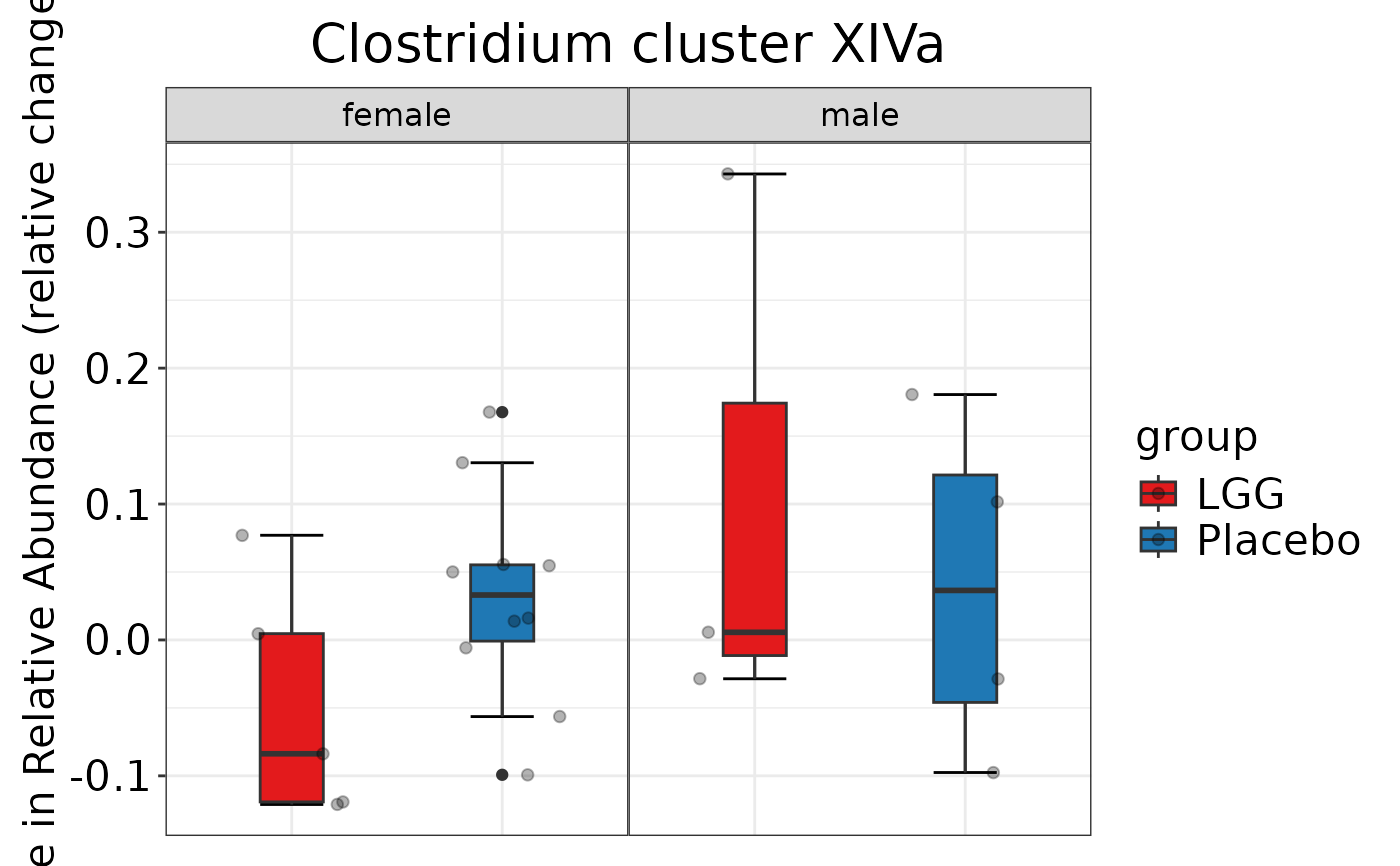 Clostridium cluster XIVa
female
male
e in Relative Abundance (relative change
0.3
0.2
0.1
0.0
-0.1
group
LGG
Placebo